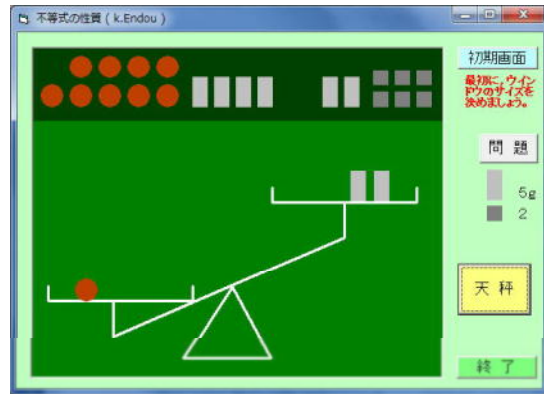 不等式の性質 ( k.Endou )
初期画面
最初に、ウイン
ドウのサイズを
決めましょう。
問 題
5g
2
天 秤
終 了